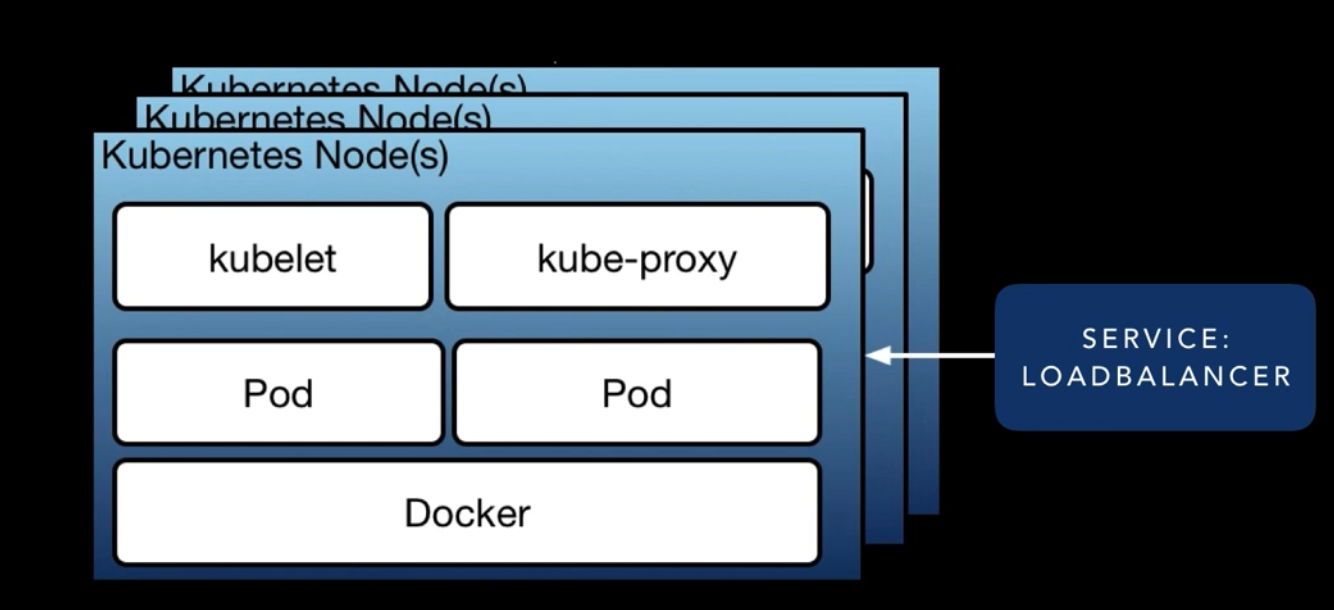 Kubernetes Node(s)
Kubernetes Node(s)
Kubernetes Node(s)
kubelet
kube-proxy
Pod
Pod
Docker
SERVICE:
LOADBALANCER